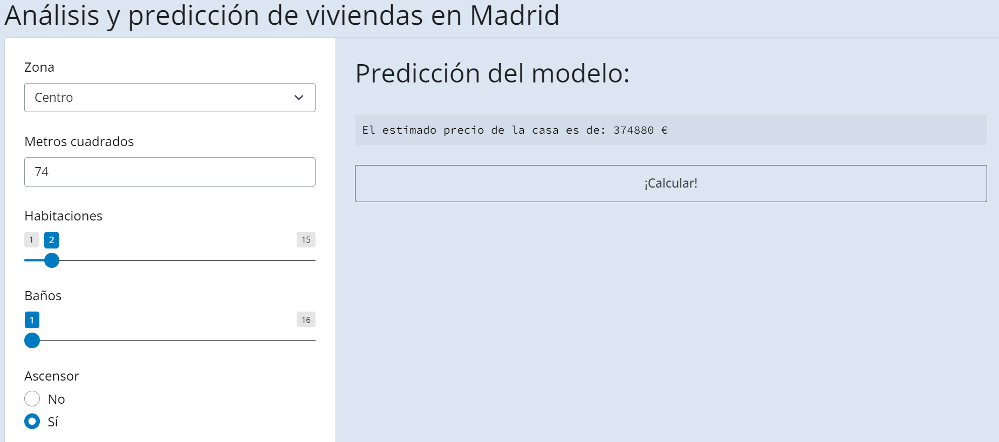 Análisis y predicción de viviendas en Madrid
Zona
Centro
Metros cuadrados
74
Habitaciones
1 2 15
Baños
1 16
Ascensor
No
Sí
Predicción del modelo:
El estimado precio de la casa es de: 374880 €
¡Calcular!